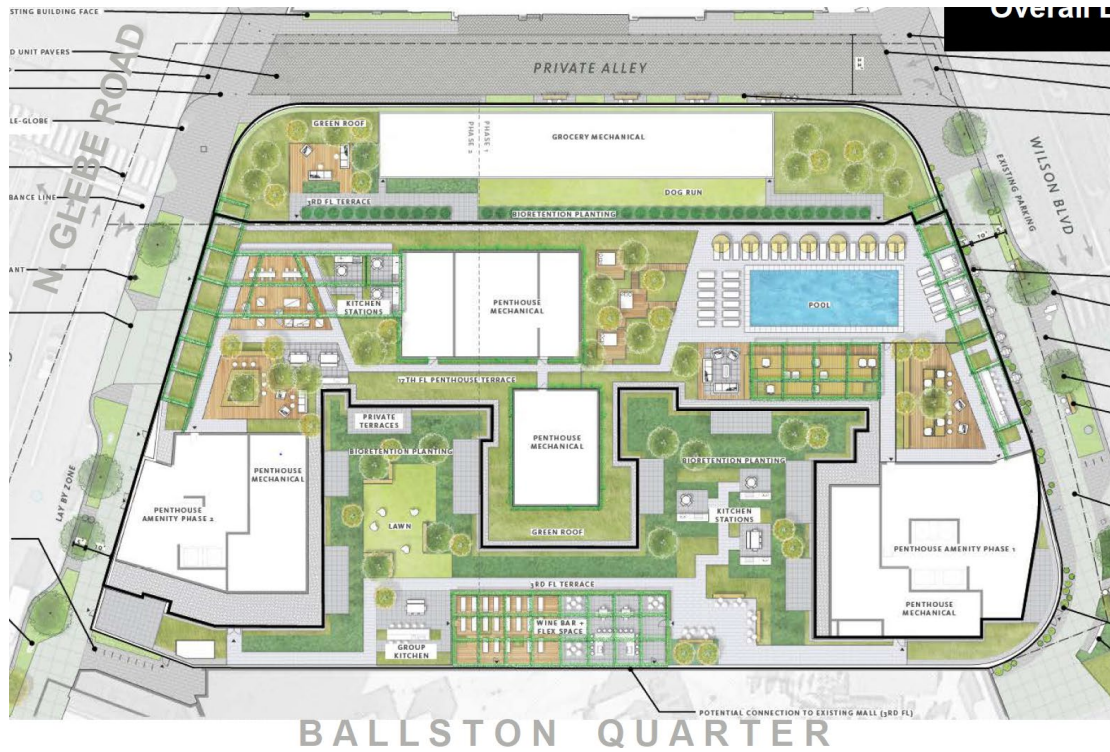 Overall
STING BUILDING FACE
D UNIT PAVERS
PRIVATE ALLEY
N. GLEBE ROAD
LE-GLOBE
GREEN ROOF
PHASE 2
PHASE 1
GROCERY MECHANICAL
WILSON BLVD
EXISTING PARKING
BANCE LINE
3RD FL TERRACE
DOG RUN
BIORETENTION PLANTING
10'
ANT
KITCHEN
STATIONS
PENTHOUSE
MECHANICAL
POOL
17TH FL PENTHOUSE TERRACE
PRIVATE
TERRACES
BIORETENTION PLANTING
PENTHOUSE
MECHANICAL
BIORETENTION PLANTING
PENTHOUSE
MECHANICAL
LAY BY ZONE
PENTHOUSE
AMENITY PHASE 2
LAWN
KITCHEN
STATIONS
GREEN ROOF
PENTHOUSE AMENITY PHASE 1
10'
3RD FL TERRACE
PENTHOUSE
MECHANICAL
WINE BAR +
FLEX SPACE
GROUP
KITCHEN
POTENTIAL CONNECTION TO EXISTING MALL (3RD FL)
BALLSTON QUARTER